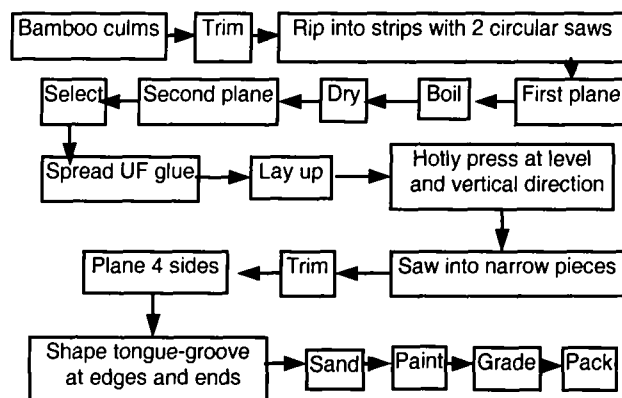 Bamboo culms
Trim
Rip into strips with 2 circular saws
Select
Second plane
Dry
Boil
First plane
Spread UF glue
Lay up
Hotly press at level
and vertical direction
Plane 4 sides
Trim
Saw into narrow pieces
Shape tongue-groove
at edges and ends
Sand
Paint
Grade
Pack